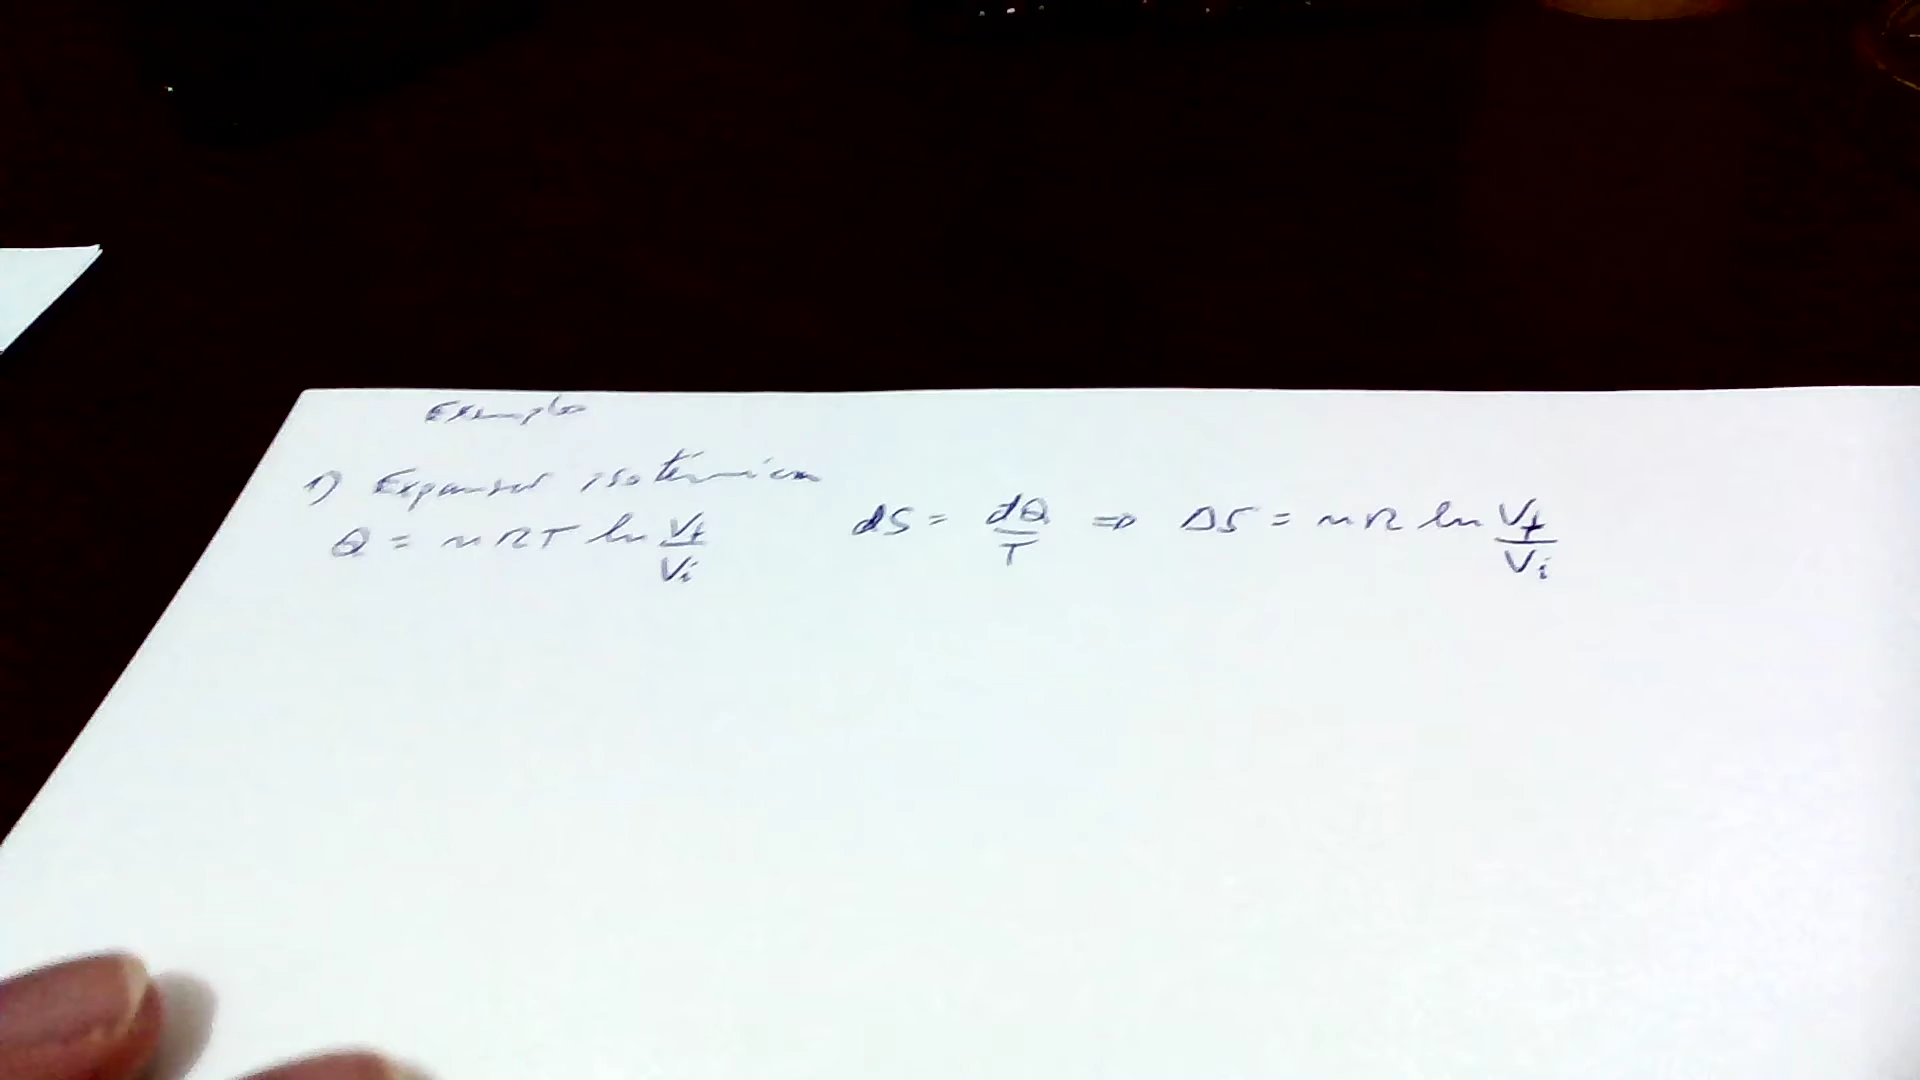 Exemplo
1) Expansão isotérmica
Q = nRT ln Vf/Vi dS = dQ/T => ΔS = nR ln Vf/Vi